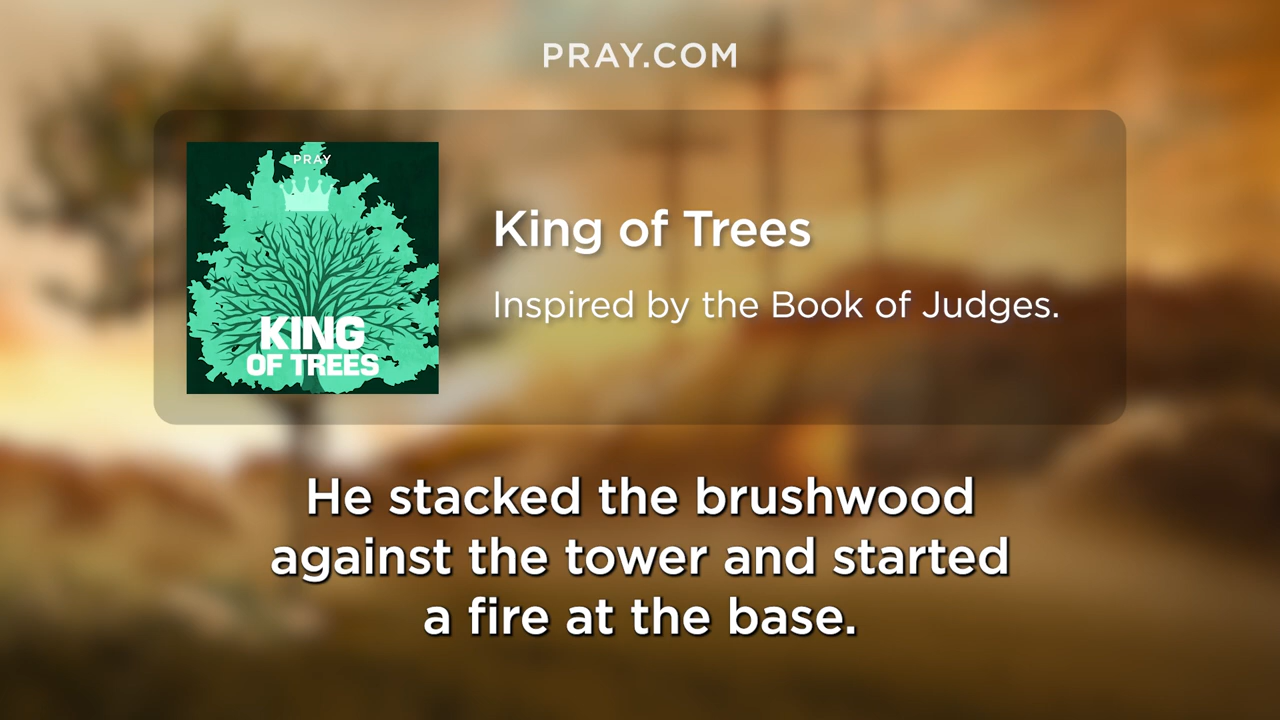 PRAY.COM
PRAY
KING
OF TREES
King of Trees
Inspired by the Book of Judges.
He stacked the brushwood
against the tower and started
a fire at the base.